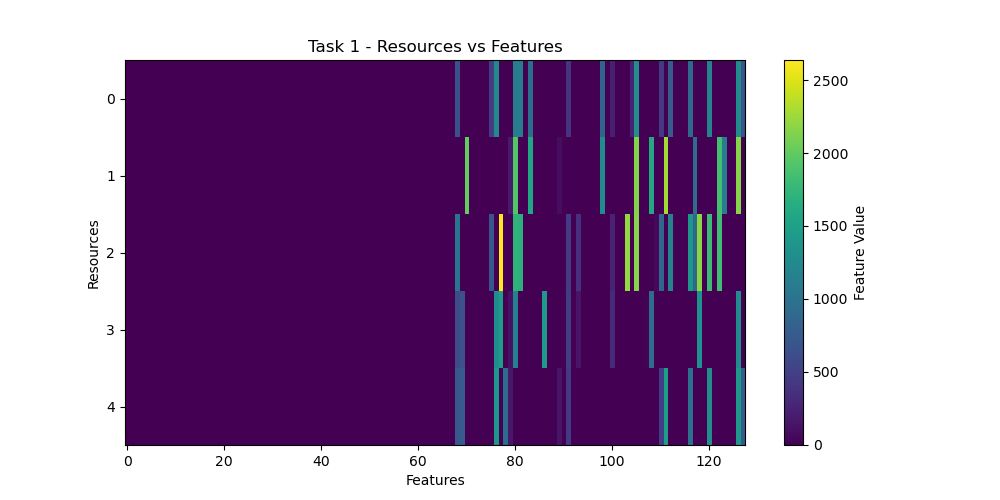 Task 1 - Resources vs Features
Resources
0
1
2
3
4
0 20 40 60 80 100 120
Features
2500
2000
1500
1000
500
0
Feature Value